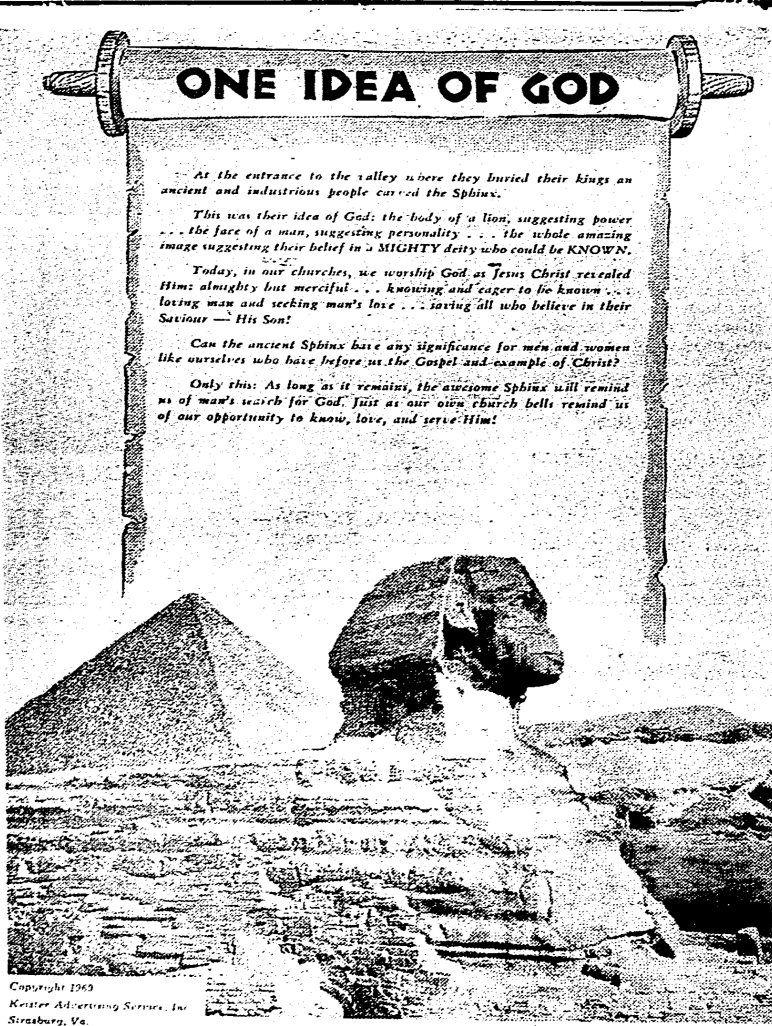 ONE IDEA OF GOD
At the entrance to the valley where they buried their kings an
ancient and industrious people carved the Sphinx.
This was their idea of God: the body of a lion, suggesting power
. . . the face of a man, suggesting personality . . . the whole amazing
image suggesting their belief in a MIGHTY deity who could be KNOWN.
Today, in our churches, we worship God as Jesus Christ revealed
Him: almighty but merciful . . . knowing and eager to be known . . .
loving man and seeking man's love . . . saving all who believe in their
Saviour — His Son!
Can the ancient Sphinx have any significance for men and women
like ourselves who have before us the Gospel and example of Christ?
Only this: As long as it remains, the awesome Sphinx will remind
us of man's search for God. Just as our own church bells remind us
of our opportunity to know, love, and serve Him!
Copyright 1969
Keister Advertising Service, Inc
Strasburg, Va.